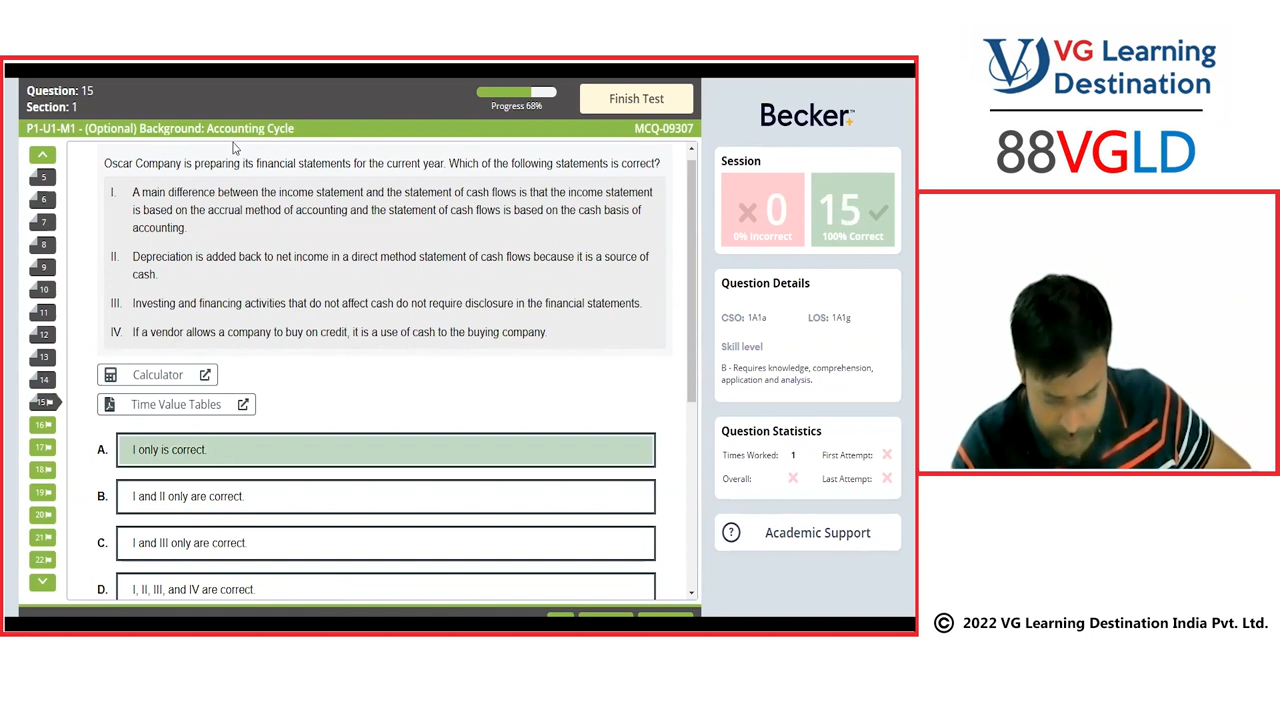 Question: 15
Section: 1
Progress 68%
Finish Test
P1-U1-M1 - (Optional) Background: Accounting Cycle
MCQ-09307
5
6
7
8
9
10
11
12
13
14
15
16
17
18
19
20
21
22
Oscar Company is preparing its financial statements for the current year. Which of the following statements is correct?
I. A main difference between the income statement and the statement of cash flows is that the income statement
is based on the accrual method of accounting and the statement of cash flows is based on the cash basis of
accounting.
II. Depreciation is added back to net income in a direct method statement of cash flows because it is a source of
cash.
III. Investing and financing activities that do not affect cash do not require disclosure in the financial statements.
IV. If a vendor allows a company to buy on credit, it is a use of cash to the buying company.
Calculator
Time Value Tables
A. I only is correct.
B. I and II only are correct.
C. I and III only are correct.
D. I, II, III, and IV are correct.
Becker
Session
0
0% Incorrect
15
100% Correct
Question Details
CSO: 1A1a
LOS: 1A1g
Skill level
B - Requires knowledge, comprehension,
application and analysis.
Question Statistics
Times Worked: 1
First Attempt:
Overall:
Last Attempt:
? Academic Support
VG Learning
Destination
88VGLD
© 2022 VG Learning Destination India Pvt. Ltd.